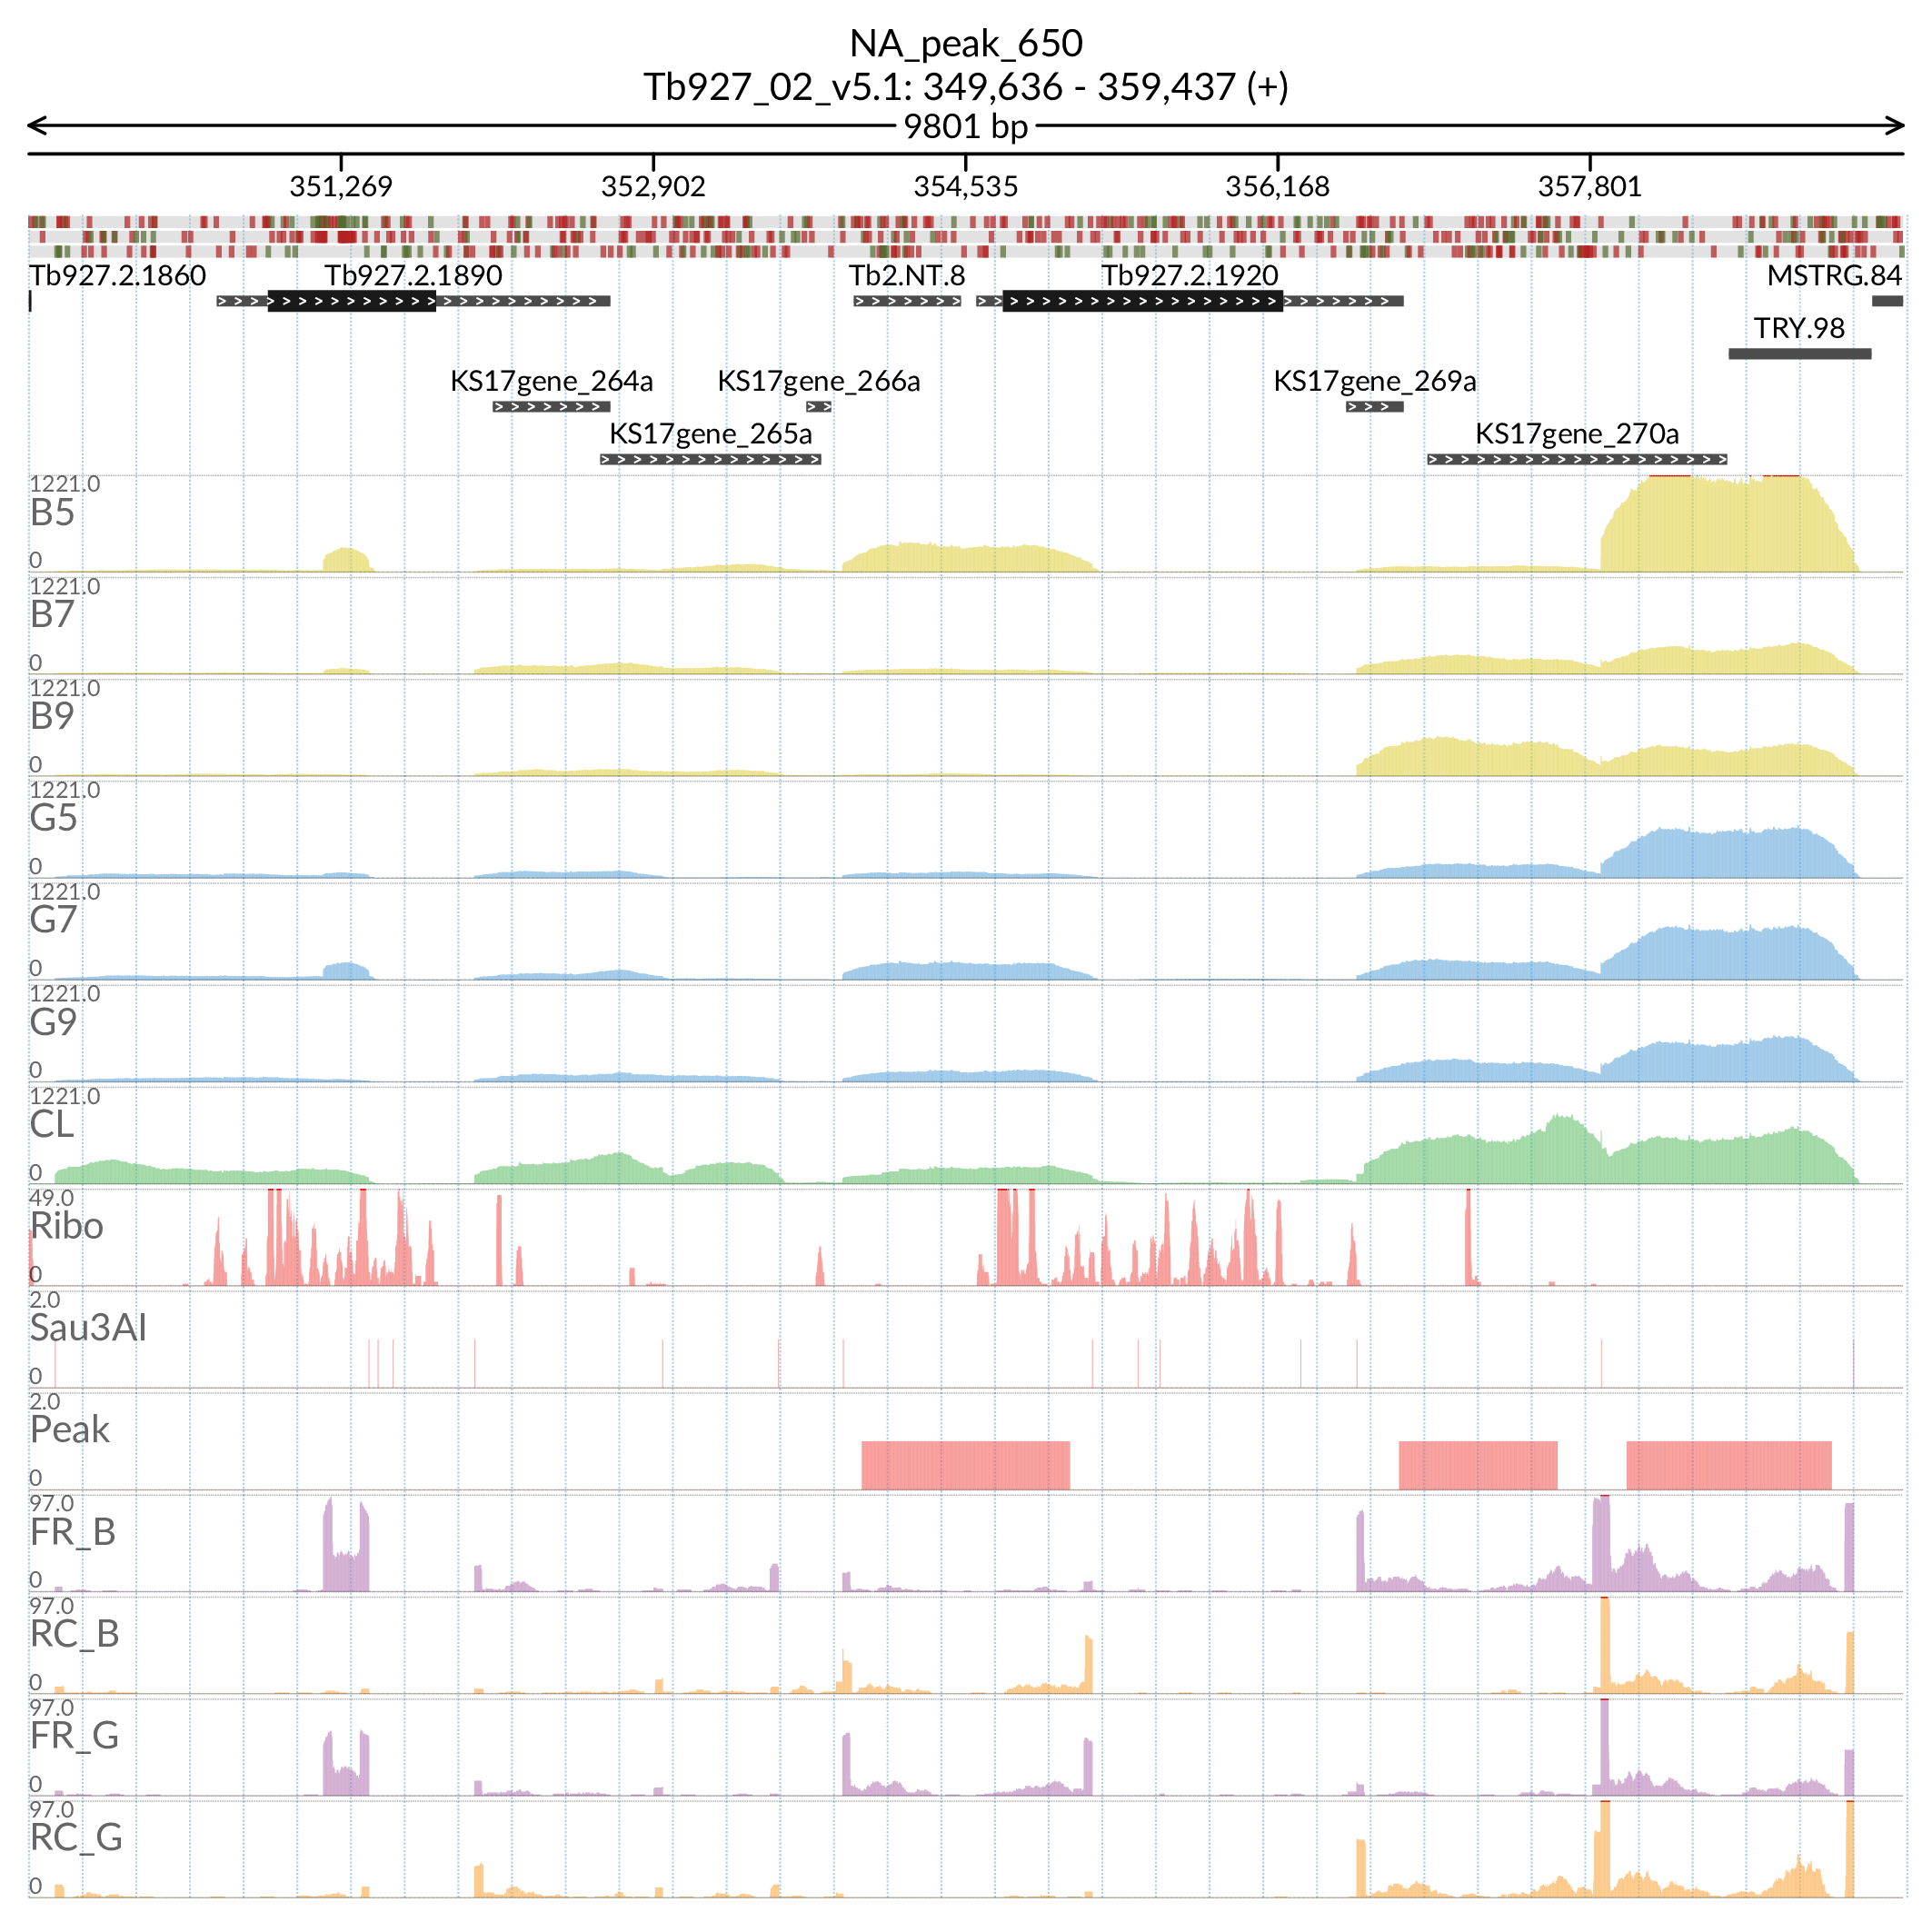 NA_peak_650
Tb927_02_v5.1: 349,636 - 359,437 (+)
9801 bp
351,269 352,902 354,535 356,168 357,801
Tb927.2.1860 Tb927.2.1890 Tb2.NT.8 Tb927.2.1920 MSTRG.84
TRY.98
KS17gene_264a KS17gene_266a KS17gene_269a
KS17gene_265a KS17gene_270a
1221.0
B5
0
1221.0
B7
0
1221.0
B9
0
1221.0
G5
0
1221.0
G7
0
1221.0
G9
0
1221.0
CL
0
49.0
Ribo
0
2.0
Sau3AI
0
2.0
Peak
0
97.0
FR_B
0
97.0
RC_B
0
97.0
FR_G
0
97.0
RC_G
0